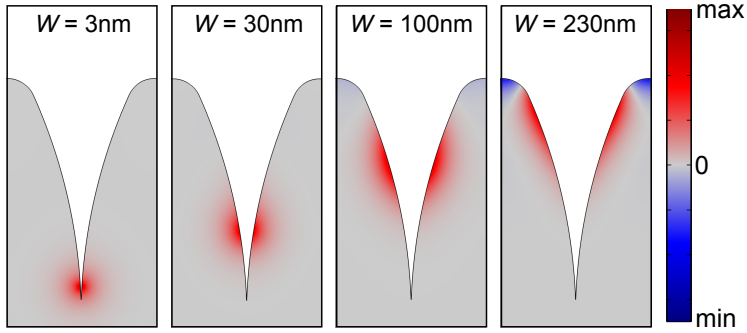 W = 3nm
W = 30nm
W = 100nm
W = 230nm
max
0
min